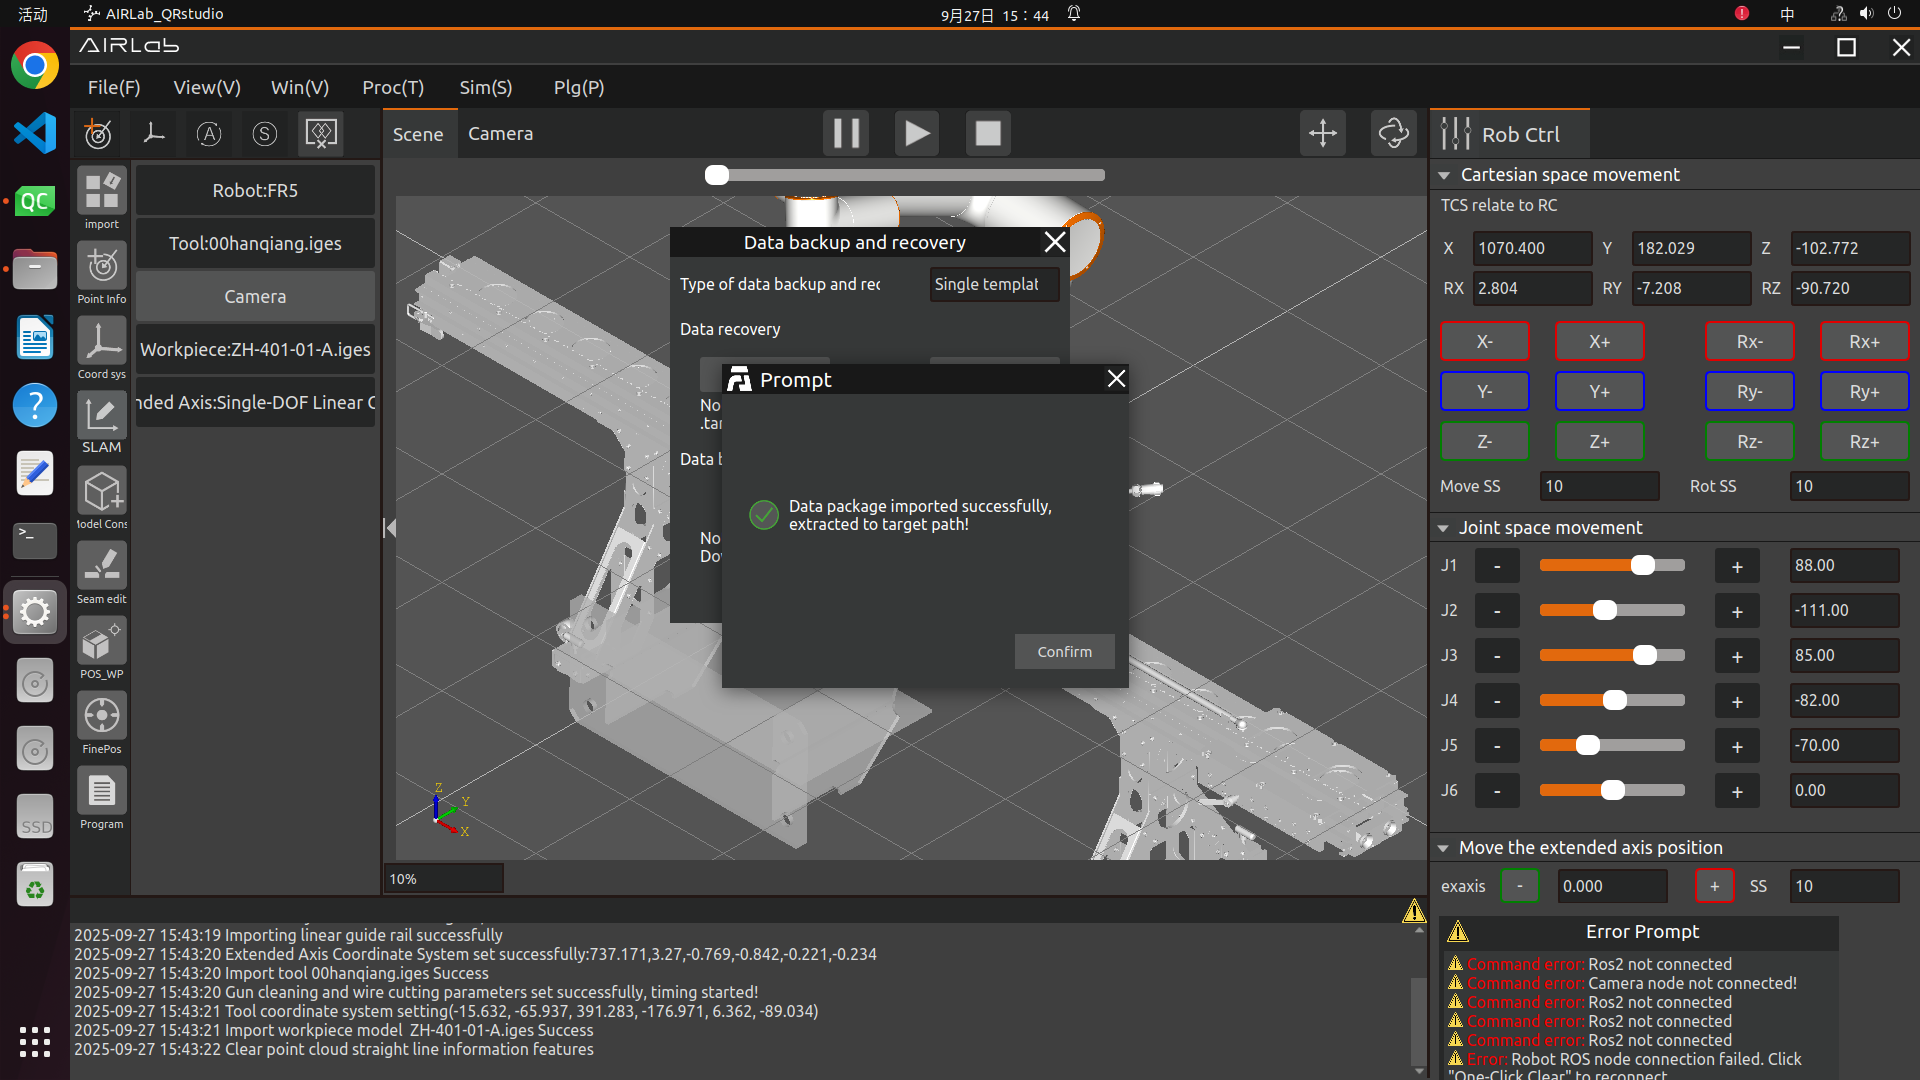 活动
AIRLab_QRstudio
9月27日 15：44
中
AIRLab
File(F) View(V) Win(V) Proc(T) Sim(S) Plg(P)
A S
Scene Camera
Rob Ctrl
import
Point Info
Coord sys
SLAM
Seam edit
POS_WP
FinePos
Program
Robot:FR5
Tool:00hanqiang.iges
Camera
Workpiece:ZH-401-01-A.iges
Axis:Single-DOF Linear
QC
SSD
Data backup and recovery
Type of data backup and
Single
Data recovery
Data
Prompt
Data package imported successfully,
extracted to target path!
Confirm
Z
Y
X
10%
2025-09-27 15:43:19 Importing linear guide rail successfully
2025-09-27 15:43:20 Extended Axis Coordinate System set successfully:737.171,3.27,-0.769,-0.842,-0.221,-0.234
2025-09-27 15:43:20 Import tool 00hanqiang.iges Success
2025-09-27 15:43:20 Gun cleaning and wire cutting parameters set successfully, timing started!
2025-09-27 15:43:21 Tool coordinate system setting(-15.632, -65.937, 391.283, -176.971, 6.362, -89.034)
2025-09-27 15:43:21 Import workpiece model ZH-401-01-A.iges Success
2025-09-27 15:43:22 Clear point cloud straight line information features
Cartesian space movement
TCS relate to RC
X 1070.400 Y 182.029 Z -102.772
RX 2.804 RY -7.208 RZ -90.720
X- X+ Rx- Rx+
Y- Y+ Ry- Ry+
Z- Z+ Rz- Rz+
Move SS 10 Rot SS 10
Joint space movement
J1 - + 88.00
J2 - + -111.00
J3 - + 85.00
J4 - + -82.00
J5 - + -70.00
J6 - + 0.00
Move the extended axis position
exaxis - 0.000 + SS 10
Error Prompt
Command error: Ros2 not connected
Command error: Camera node not connected!
Command error: Ros2 not connected
Command error: Ros2 not connected
Command error: Ros2 not connected
Error: Robot ROS node connection failed. Click
"One-Click Clear" to reconnect